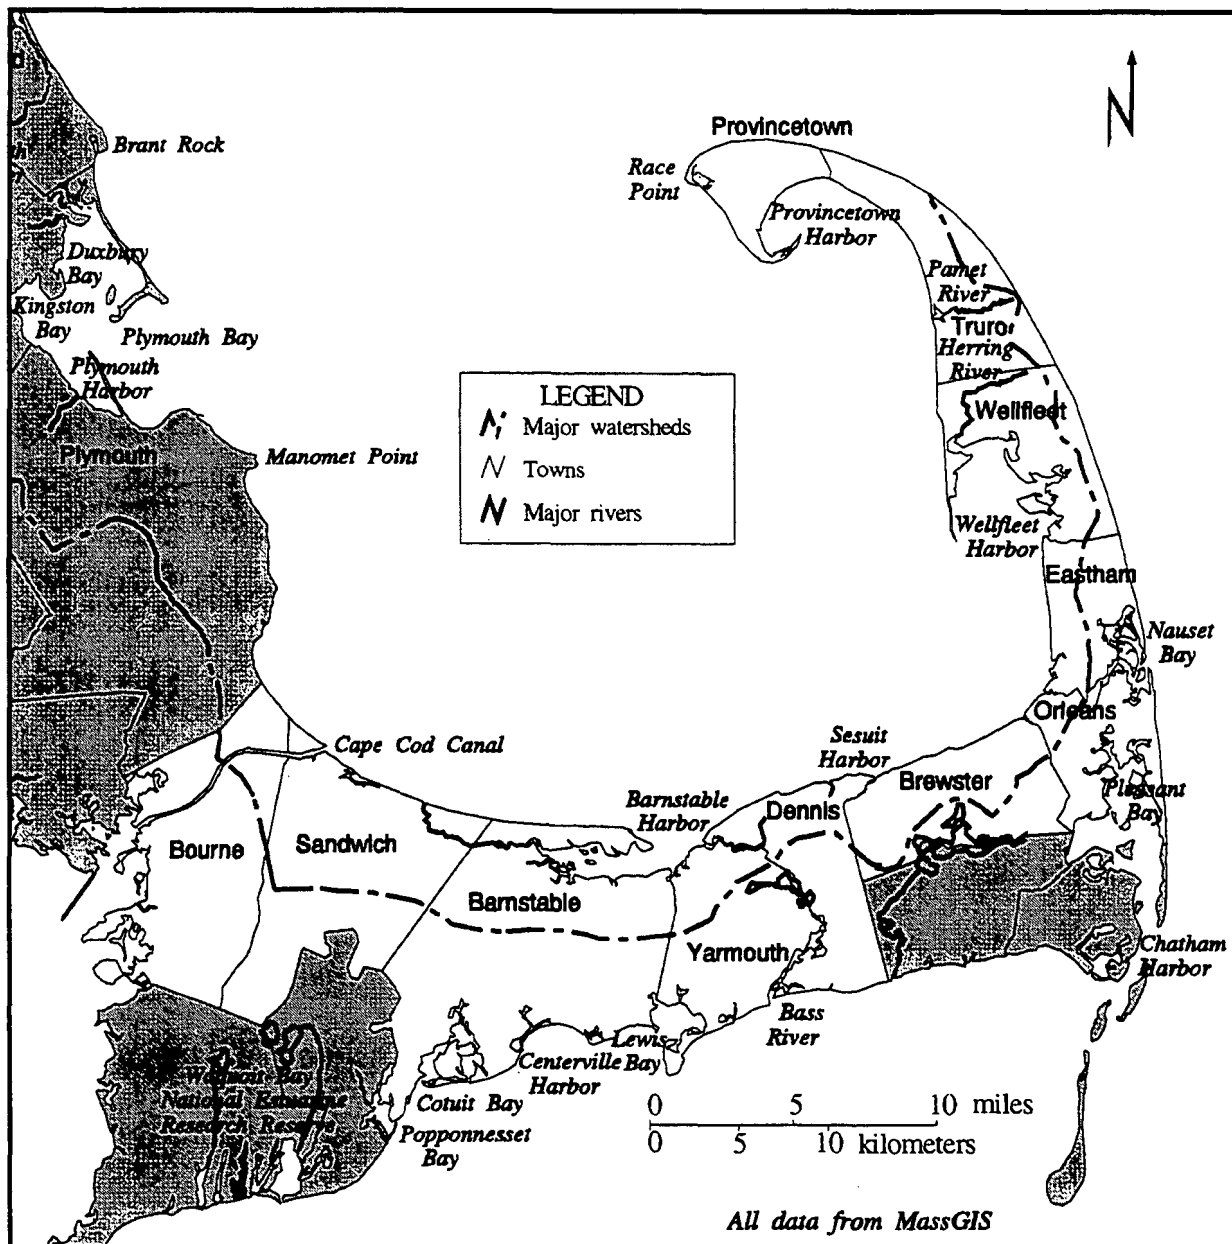 Provincetown
N
Brant Rock
Race
Point
Provincetown
Harbor
Duxbury
Bay
Pamet
River
Kingston
Bay
Plymouth Bay
Truro
Herring
River
Plymouth
Harbor
LEGEND
Major watersheds
Towns
Major rivers
Wellfleet
Plymouth
Manomet Point
Wellfleet
Harbor
Eastham
Nauset
Bay
Orleans
Cape Cod Canal
Sesuit
Harbor
Brewster
Pleasant
Bay
Barnstable
Harbor
Dennis
Bourne
Sandwich
Barnstable
Yarmouth
Chatham
Harbor
Bass
River
Lewis
Bay
Centerville
Harbor
Waquoit Bay
National Estuarine
Research Reserve
Cotuit Bay
Popponnesset
Bay
0 5 10 miles
0 5 10 kilometers
All data from MassGIS